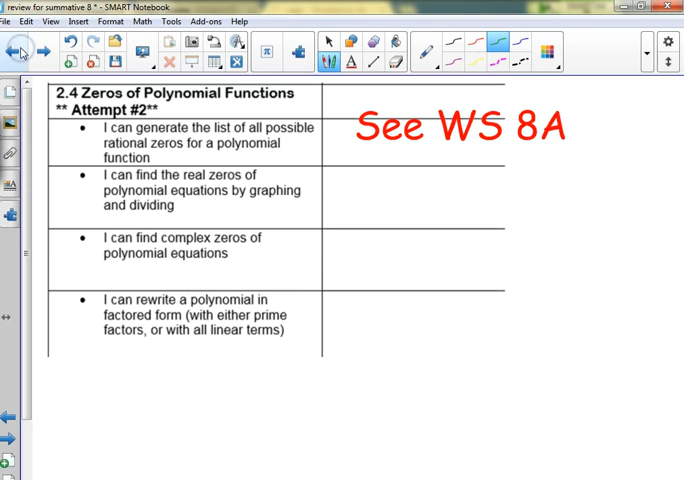 review for summative 8 * - SMART Notebook
File Edit View Insert Format Math Tools Add-ons Help
2.4 Zeros of Polynomial Functions
** Attempt #2**
See WS 8A
• I can generate the list of all possible
rational zeros for a polynomial
function
• I can find the real zeros of
polynomial equations by graphing
and dividing
• I can find complex zeros of
polynomial equations
• I can rewrite a polynomial in
factored form (with either prime
factors, or with all linear terms)